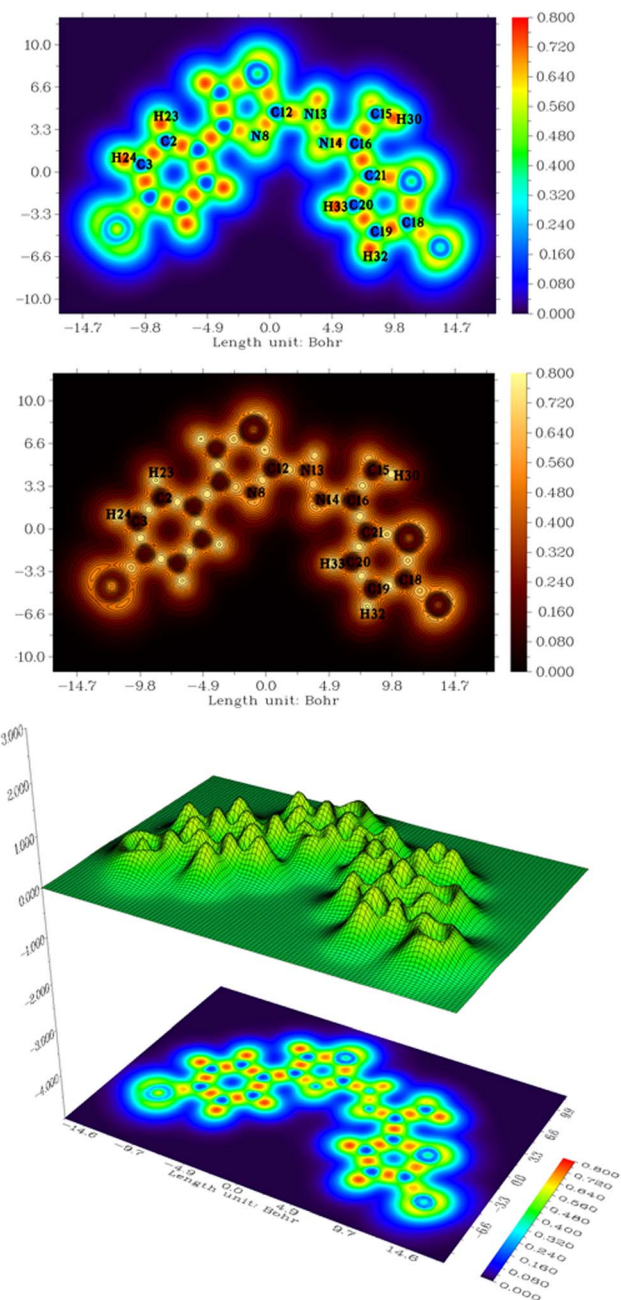 0.800
0.720
0.640
0.560
0.480
0.400
0.320
0.240
0.160
0.080
0.000
10.0
6.6
3.3
0.0
−3.3
−6.6
−10.0
H23
C2
H24
C3
C12
N8
N13
N14
C15
H30
C16
C21
H33
C20
C18
C19
H32
−14.7 −9.8 −4.9 0.0 4.9 9.8 14.7
Length unit: Bohr
0.800
0.720
0.640
0.560
0.480
0.400
0.320
0.240
0.160
0.080
0.000
10.0
6.6
3.3
0.0
−3.3
−6.6
−10.0
H23
C2
H24
C3
C12
N8
N13
N14
C15
H30
C16
C21
H33
C20
C18
C19
H32
−14.7 −9.8 −4.9 0.0 4.9 9.8 14.7
Length unit: Bohr
3.000
2.000
1.000
0.000
−1.000
−2.000
−3.000
−4.000
−14.6 −9.7 −4.9 0.0 4.9 9.7 14.6
Length unit: Bohr
9.9
6.6
3.3
0.0
−3.3
−6.6
0.800
0.720
0.640
0.560
0.480
0.400
0.320
0.240
0.160
0.080
0.000